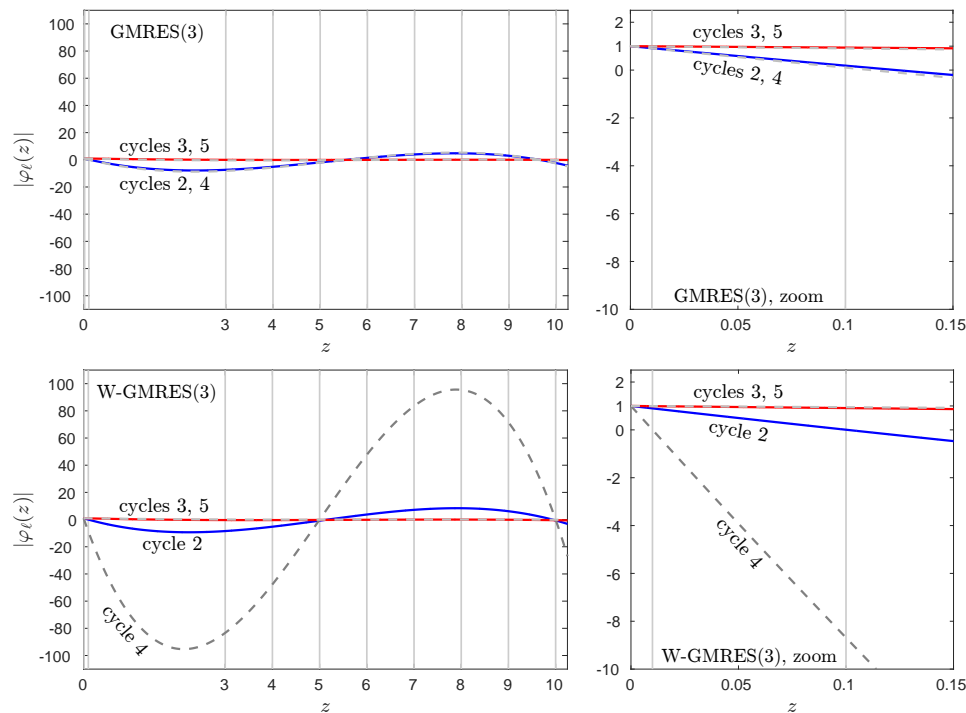 GMRES(3)
100
80
60
40
20
0
-20
-40
-60
-80
-100
|φℓ(z)|
cycles 3, 5
cycles 2, 4
0 3 4 5 6 7 8 9 10
z
2
1
0
-2
-4
-6
-8
-10
cycles 3, 5
cycles 2, 4
GMRES(3), zoom
0 0.05 0.1 0.15
z
W-GMRES(3)
100
80
60
40
20
0
-20
-40
-60
-80
-100
|φℓ(z)|
cycles 3, 5
cycle 2
cycle 4
0 3 4 5 6 7 8 9 10
z
2
1
0
-2
-4
-6
-8
-10
cycles 3, 5
cycle 2
cycle 4
W-GMRES(3), zoom
0 0.05 0.1 0.15
z